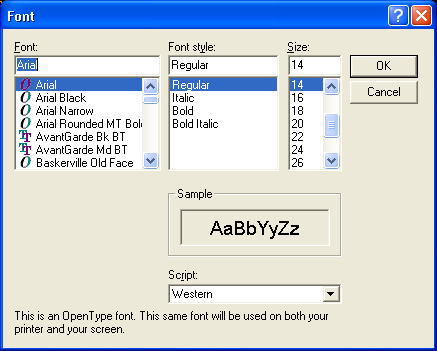 Font
Font: Font style: Size:
Arial Regular 14 OK
Arial Regular 14 Cancel
Arial Black Italic 16
Arial Narrow Bold 18
Arial Rounded MT Bold Bold Italic 20
AvantGarde Bk BT 22
AvantGarde Md BT 24
Baskerville Old Face 26
Sample
AaBbYyZz
Script:
Western
This is an OpenType font. This same font will be used on both your
printer and your screen.